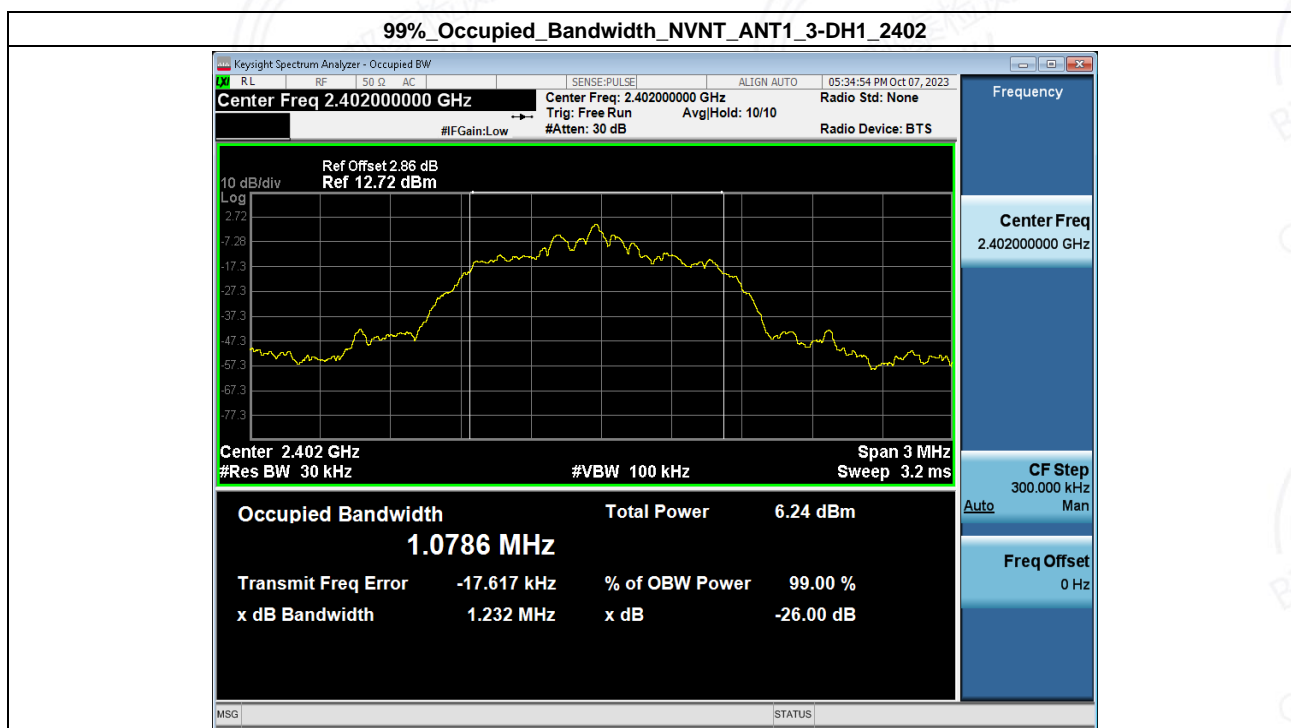 99%_Occupied_Bandwidth_NVNT_ANT1_3-DH1_2402
Keysight Spectrum Analyzer - Occupied BW
LXI RL RF 50 Ω AC SENSE:PULSE ALIGN AUTO 05:34:54 PM Oct 07, 2023
Center Freq 2.402000000 GHz
Center Freq: 2.402000000 GHz Radio Std: None
Trig: Free Run Avg|Hold: 10/10
#IFGain:Low #Atten: 30 dB Radio Device: BTS
Ref Offset 2.86 dB
10 dB/div Ref 12.72 dBm
Log
2.72
-7.28
-17.3
-27.3
-37.3
-47.3
-57.3
-67.3
-77.3
Center 2.402 GHz Span 3 MHz
#Res BW 30 kHz #VBW 100 kHz Sweep 3.2 ms
Occupied Bandwidth Total Power 6.24 dBm
1.0786 MHz
Transmit Freq Error -17.617 kHz % of OBW Power 99.00 %
x dB Bandwidth 1.232 MHz x dB -26.00 dB
MSG STATUS
Frequency
Center Freq
2.402000000 GHz
CF Step
300.000 kHz
Auto Man
Freq Offset
0 Hz